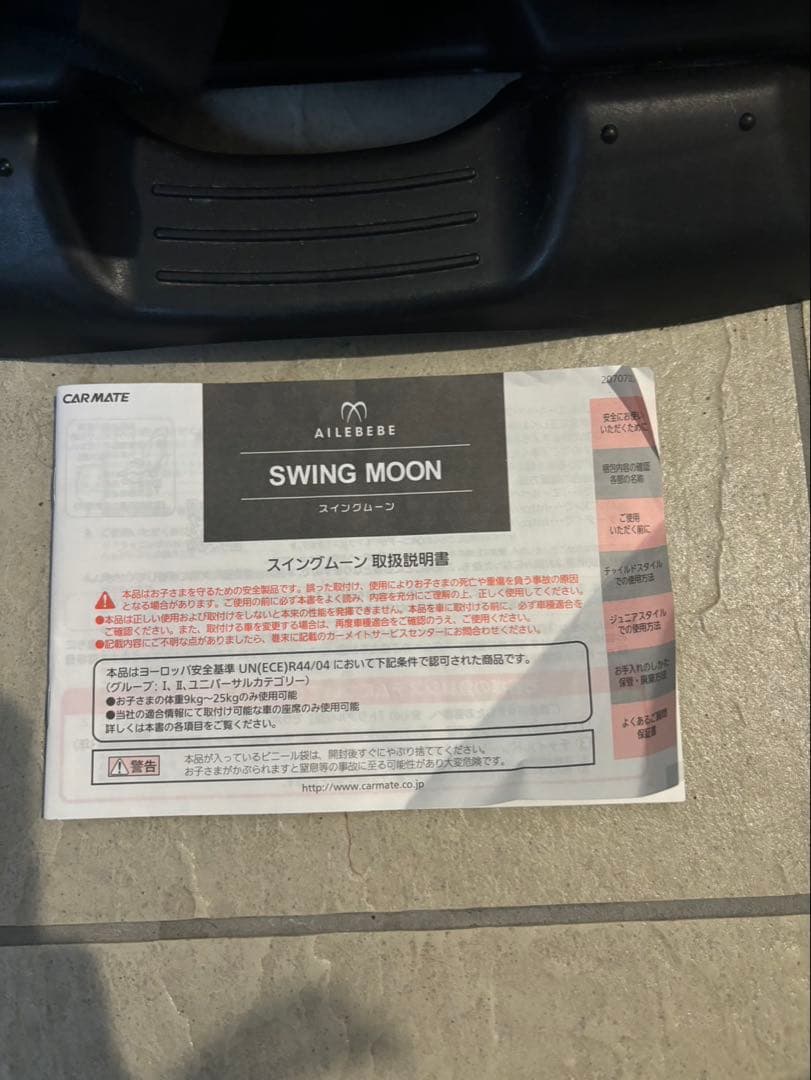 CARMATE
AILEBEBE
SWING MOON
スイングムーン
スイングムーン 取扱説明書
本品はお子さまを守るための安全製品です。誤った取付け、使用によりお子さまの死亡や重傷を負う事故の原因
となる場合があります。ご使用の前に必ず本書をよく読み、内容を充分にご理解の上、正しく使用してください。
●本品は正しい使用および取付けをしないと本来の性能を発揮できません。本品を車に取付ける前に、必ず車種適合を
ご確認ください。また、取付ける車を変更する場合は、再度車種適合をご確認のうえ、ご使用ください。
●記載内容にご不明な点がありましたら、巻末に記載のカーメイトサービスセンターにお問合わせください。
本品はヨーロッパ安全基準 UN(ECE)R44/04 において下記条件で認可された商品です。
(グループ: Ⅰ, Ⅱ, ユニバーサルカテゴリー)
●お子さまの体重9kg〜25kgのみ使用可能
●当社の適合情報にて取付け可能な車の座席のみ使用可能
詳しくは本書の各項目をご覧ください。
警告
本品が入っているビニール袋は、開封後すぐにやぶり捨ててください。
お子さまがかぶられますと窒息等の事故に至る可能性があり大変危険です。
http://www.carmate.co.jp
安全にお使い
いただくために
梱包内容の確認
各部の名称
ご使用
いただく前に
チャイルドスタイル
での使用方法
ジュニアスタイル
での使用方法
お手入れのしかた
保管・廃棄方法
よくあるご質問
保証書